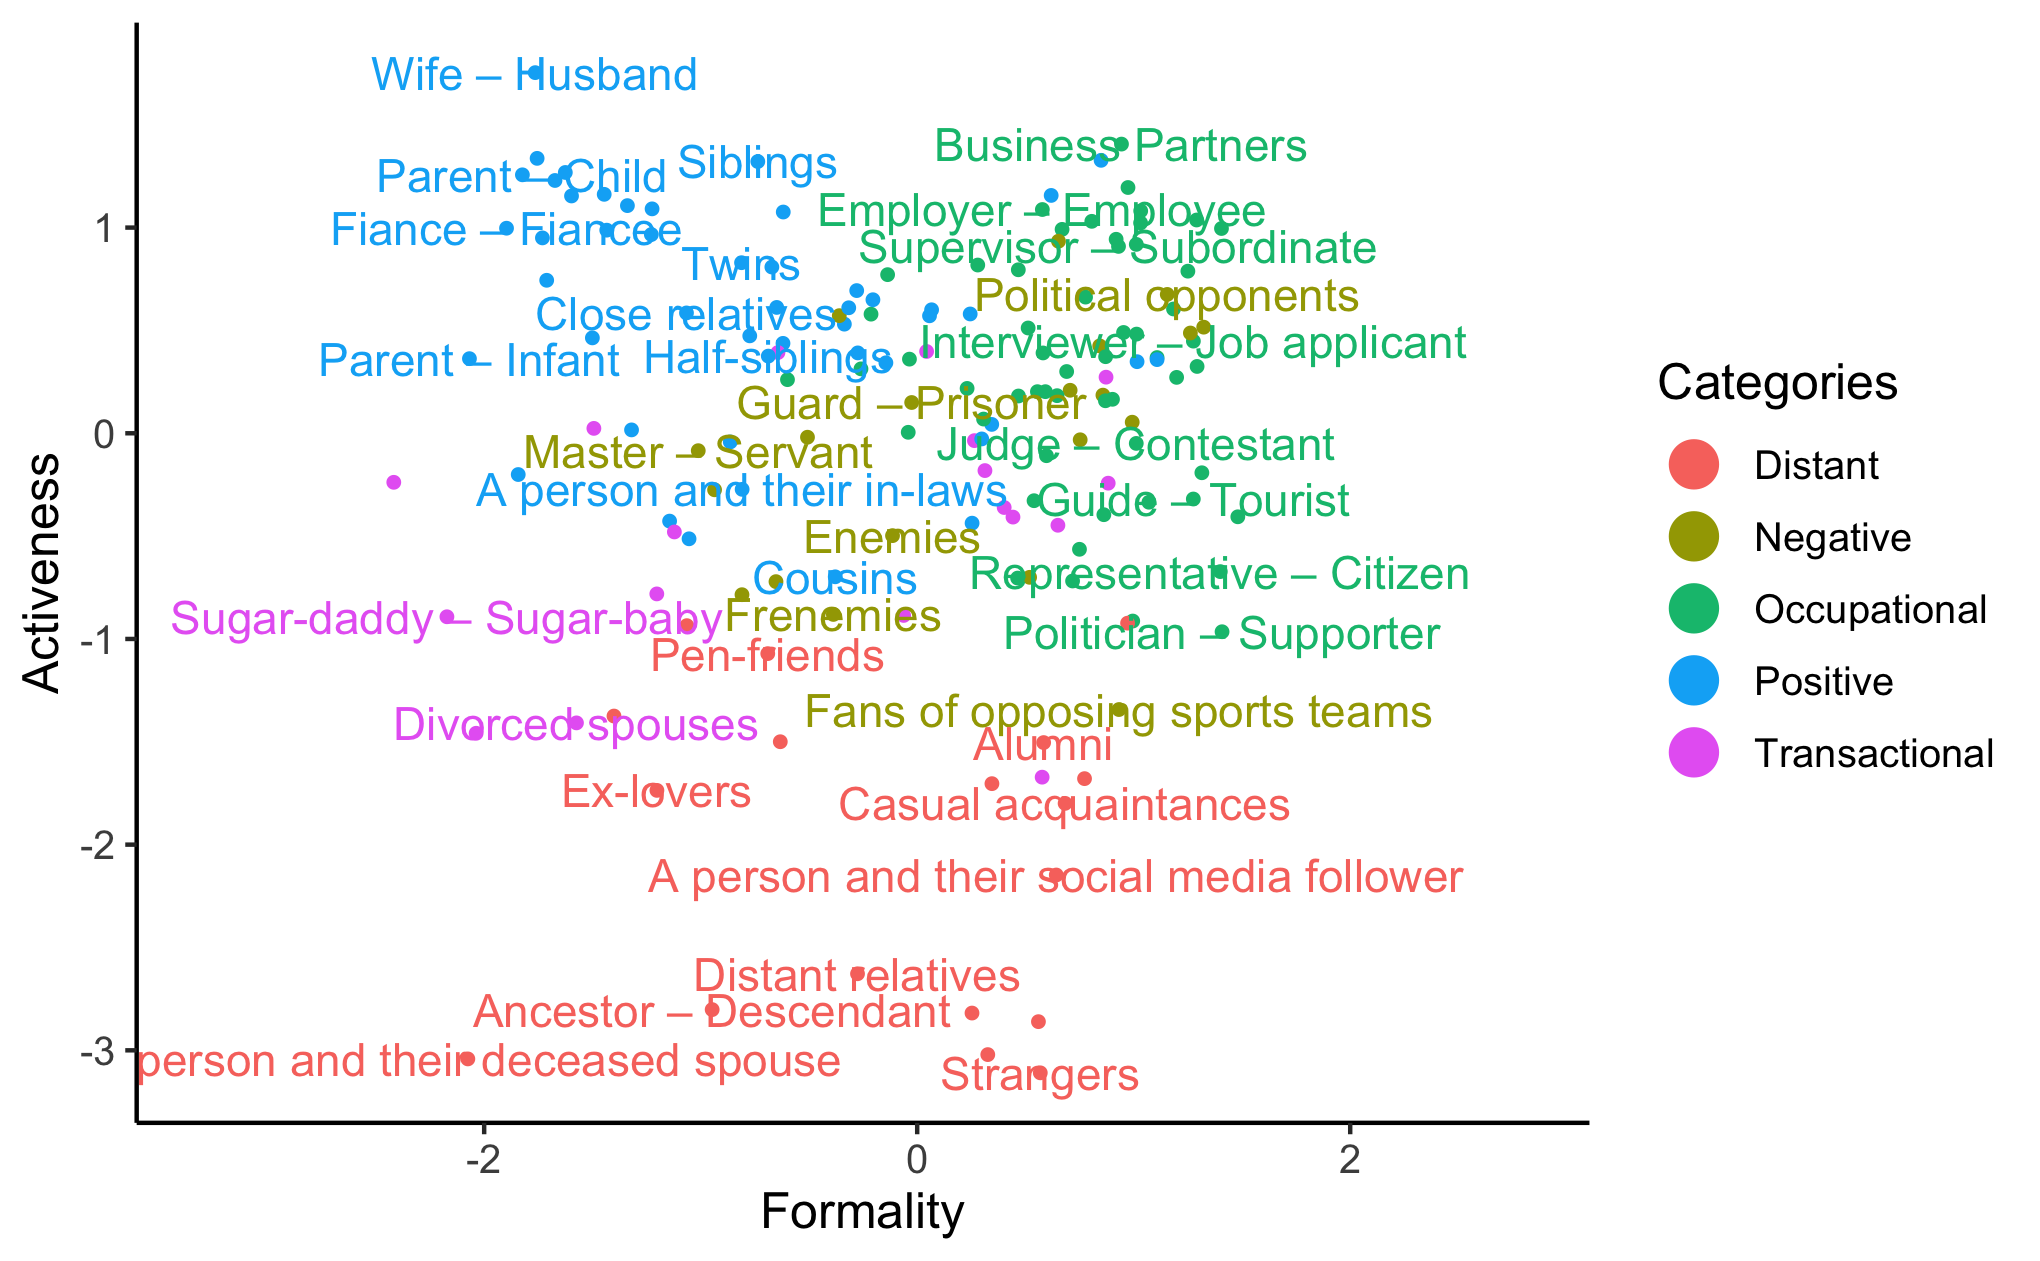 Wife – Husband
Business Partners
Siblings
Parent – Child
Employer – Employee
Fiance – Fiancee
Supervisor – Subordinate
Twins
Political opponents
Close relatives
Interviewer – Job applicant
Half-siblings
Parent – Infant
Guard – Prisoner
Judge – Contestant
Master – Servant
A person and their in-laws
Guide – Tourist
Enemies
Representative – Citizen
Cousins
Frenemies
Sugar-daddy – Sugar-baby
Politician – Supporter
Pen-friends
Fans of opposing sports teams
Divorced spouses
Alumni
Ex-lovers
Casual acquaintances
A person and their social media follower
Distant relatives
Ancestor – Descendant
person and their deceased spouse
Strangers
1
0
-1
-2
-3
Activeness
-2
0
2
Formality
Categories
Distant
Negative
Occupational
Positive
Transactional